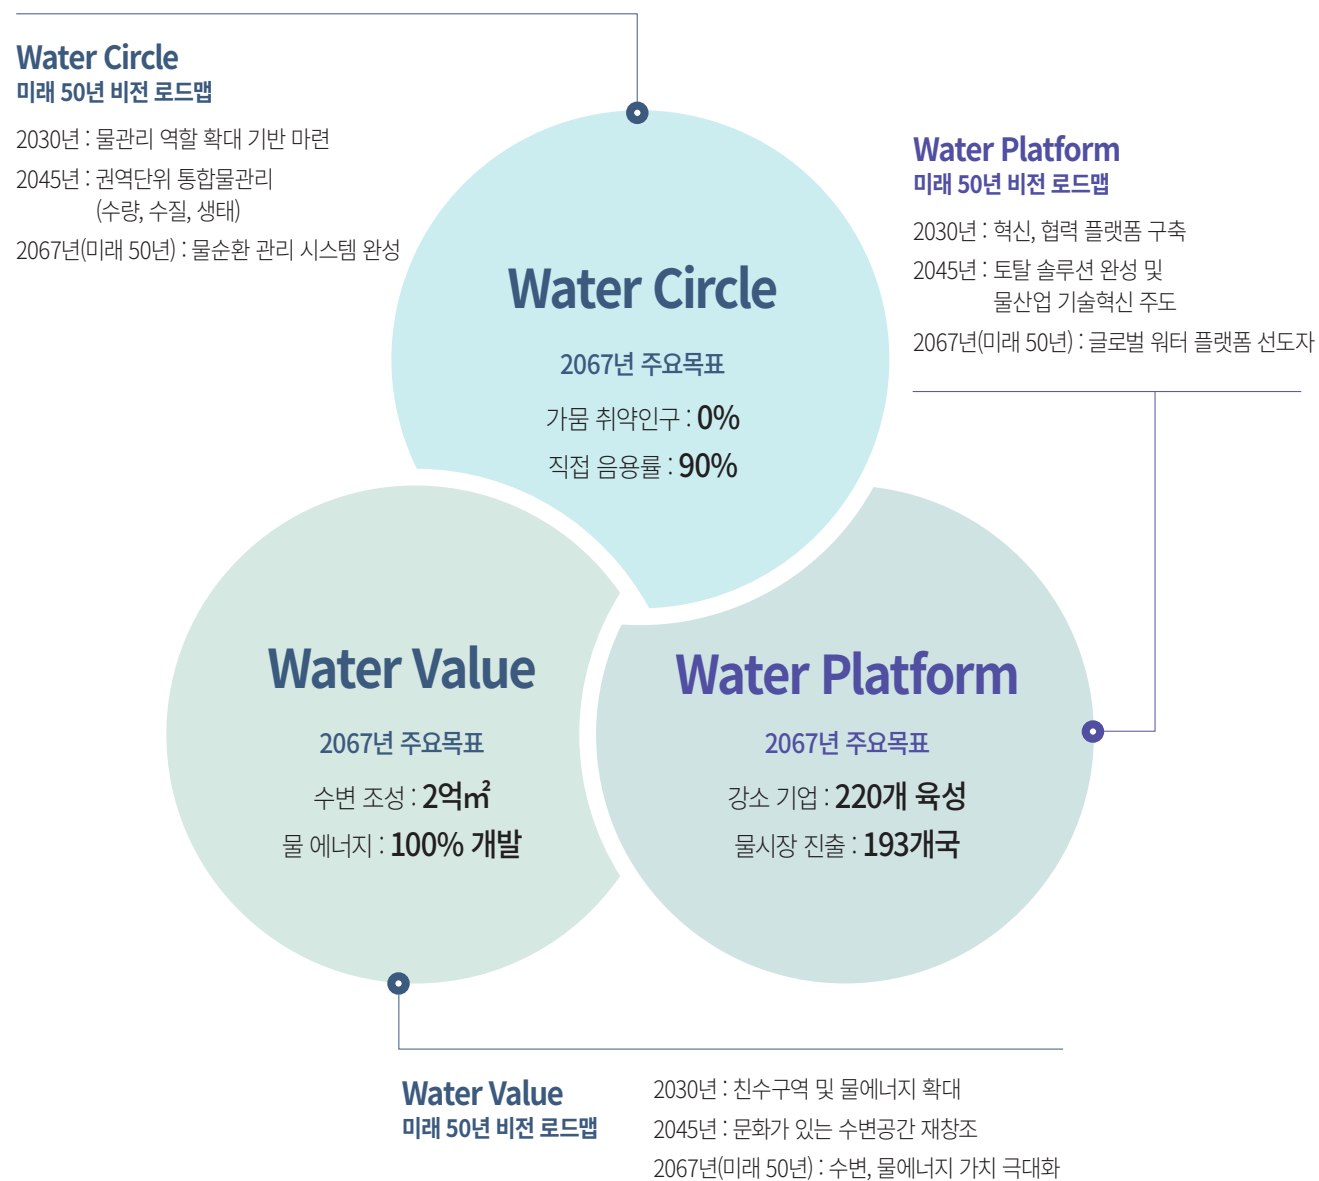 Water Circle
미래 50년 비전 로드맵
2030년 : 물관리 역할 확대 기반 마련
2045년 : 권역단위 통합물관리
(수량, 수질, 생태)
2067년(미래 50년) : 물순환 관리 시스템 완성
Water Platform
미래 50년 비전 로드맵
2030년 : 혁신, 협력 플랫폼 구축
2045년 : 토탈 솔루션 완성 및
물산업 기술혁신 주도
2067년(미래 50년) : 글로벌 워터 플랫폼 선도자
Water Circle
2067년 주요목표
가뭄 취약인구 : 0%
직접 음용률 : 90%
Water Value
2067년 주요목표
수변 조성 : 2억㎡
물 에너지 : 100% 개발
Water Platform
2067년 주요목표
강소 기업 : 220개 육성
물시장 진출 : 193개국
Water Value
미래 50년 비전 로드맵
2030년 : 친수구역 및 물에너지 확대
2045년 : 문화가 있는 수변공간 재창조
2067년(미래 50년) : 수변, 물에너지 가치 극대화